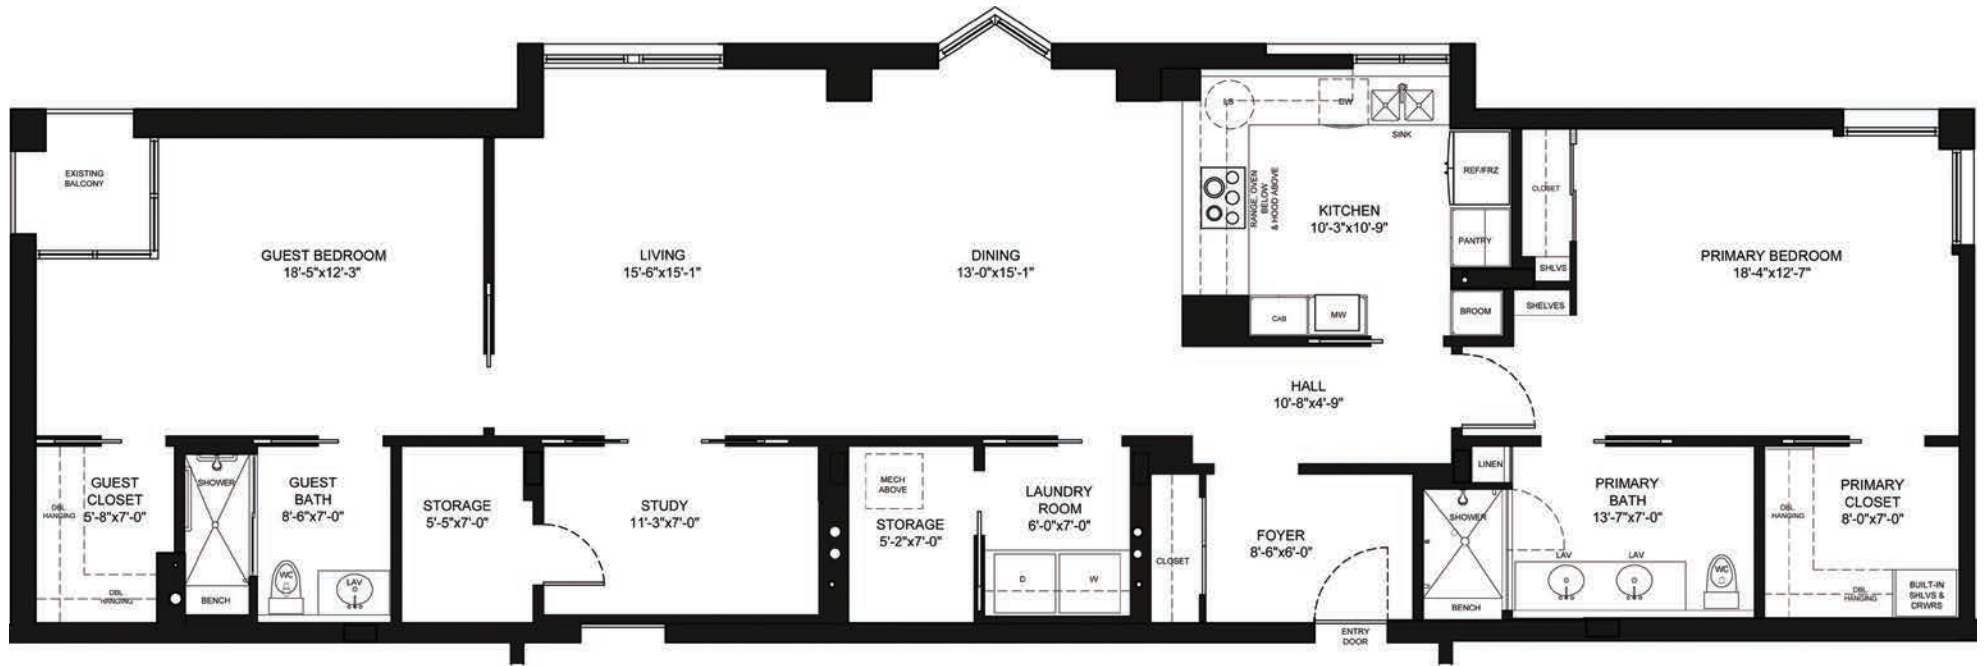 EXISTING
BALCONY
GUEST BEDROOM
18'-5"x12'-3"
LIVING
15'-6"x15'-1"
DINING
13'-0"x15'-1"
LS
DW
SINK
RANGE, OVEN
BELOW
& HOOD ABOVE
KITCHEN
10'-3"x10'-9"
REF/FRZ
PANTRY
CAB
MW
BROOM
CLOSET
SHLVS
SHELVES
PRIMARY BEDROOM
18'-4"x12'-7"
HALL
10'-8"x4'-9"
GUEST
CLOSET
5'-8"x7'-0"
DBL
HANGING
DBL
HANGING
SHOWER
BENCH
GUEST
BATH
8'-6"x7'-0"
WC
LAV
STORAGE
5'-5"x7'-0"
STUDY
11'-3"x7'-0"
MECH
ABOVE
STORAGE
5'-2"x7'-0"
LAUNDRY
ROOM
6'-0"x7'-0"
D
W
CLOSET
FOYER
8'-6"x6'-0"
ENTRY
DOOR
LINEN
SHOWER
BENCH
PRIMARY
BATH
13'-7"x7'-0"
LAV
LAV
WC
PRIMARY
CLOSET
8'-0"x7'-0"
DBL
HANGING
DBL
HANGING
BUILT-IN
SHLVS &
DRWRS